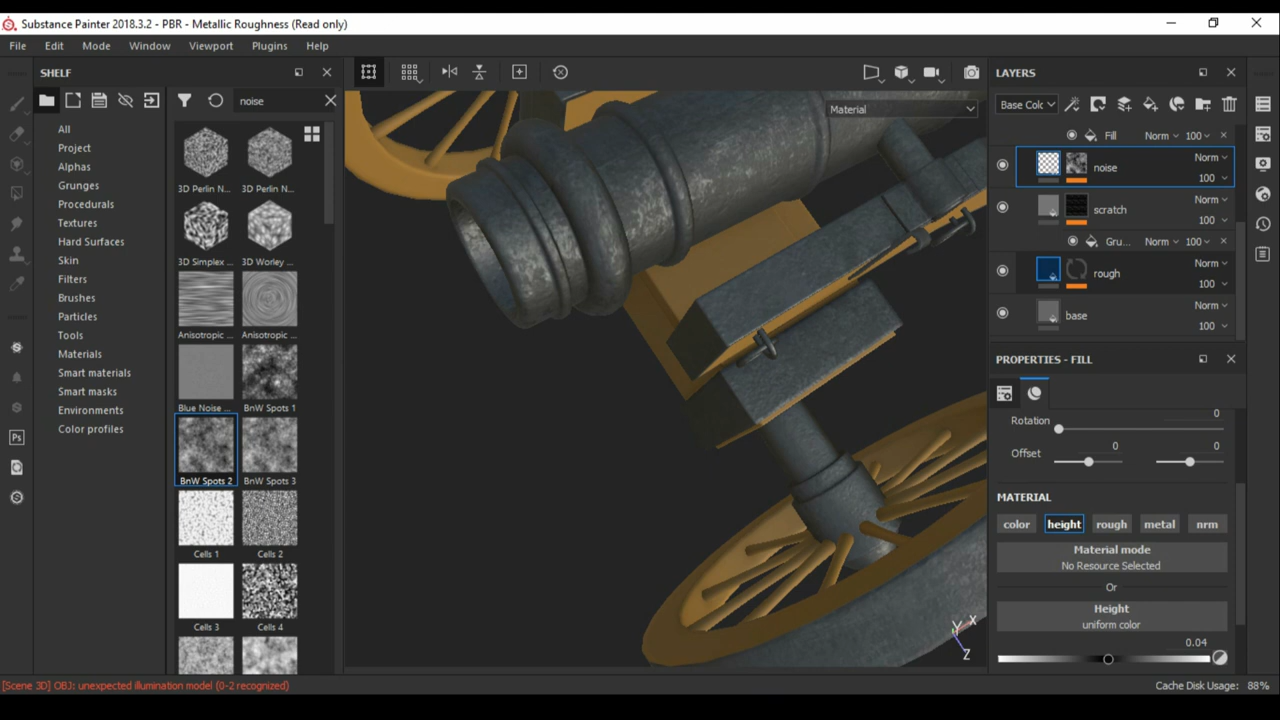 Substance Painter 2018.3.2 - PBR - Metallic Roughness (Read only)
File Edit Mode Window Viewport Plugins Help
SHELF
noise
All
Project
Alphas
Grunges
Procedurals
Textures
Hard Surfaces
Skin
Filters
Brushes
Particles
Tools
Materials
Smart materials
Smart masks
Environments
Color profiles
Ps
3D Perlin N... 3D Perlin N...
3D Simplex ... 3D Worley ...
Anisotropic ... Anisotropic ...
Blue Noise ... BnW Spots 1
BnW Spots 2 BnW Spots 3
Cells 1 Cells 2
Cells 3 Cells 4
Material
Y X
Z
LAYERS
Base Colc
Fill Norm 100
noise Norm
100
scratch Norm
100
Gru... Norm 100
rough Norm
100
base Norm
100
PROPERTIES - FILL
Rotation 0
Offset 0 0
MATERIAL
color height rough metal nrm
Material mode
No Resource Selected
Or
Height
uniform color
0.04
[Scene 3D] OBJ: unexpected illumination model (0-2 recognized)
Cache Disk Usage: 88%